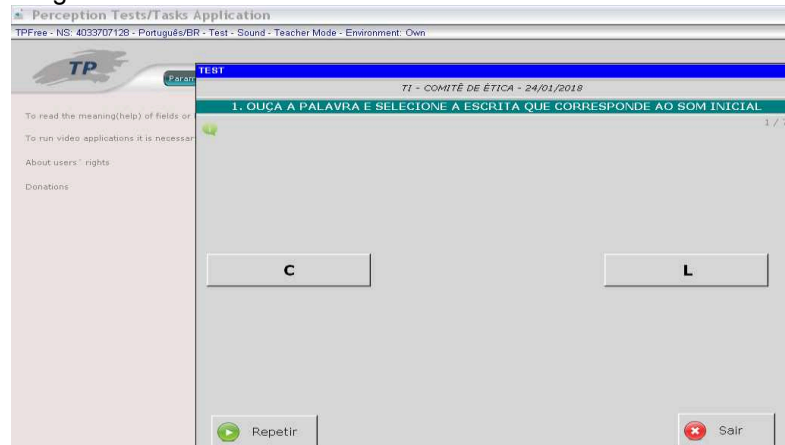 Perception Tests/Tasks Application
TPFree - NS: 4033707128 - Português/BR - Test - Sound - Teacher Mode - Environment: Own
TP
Param
TEST
TI - COMITÊ DE ÉTICA - 24/01/2018
1. OUÇA A PALAVRA E SELECIONE A ESCRITA QUE CORRESPONDE AO SOM INICIAL
1 /
To read the meaning(help) of fields or
To run video applications it is necessar
About users´ rights
Donations
C
L
Repetir
Sair